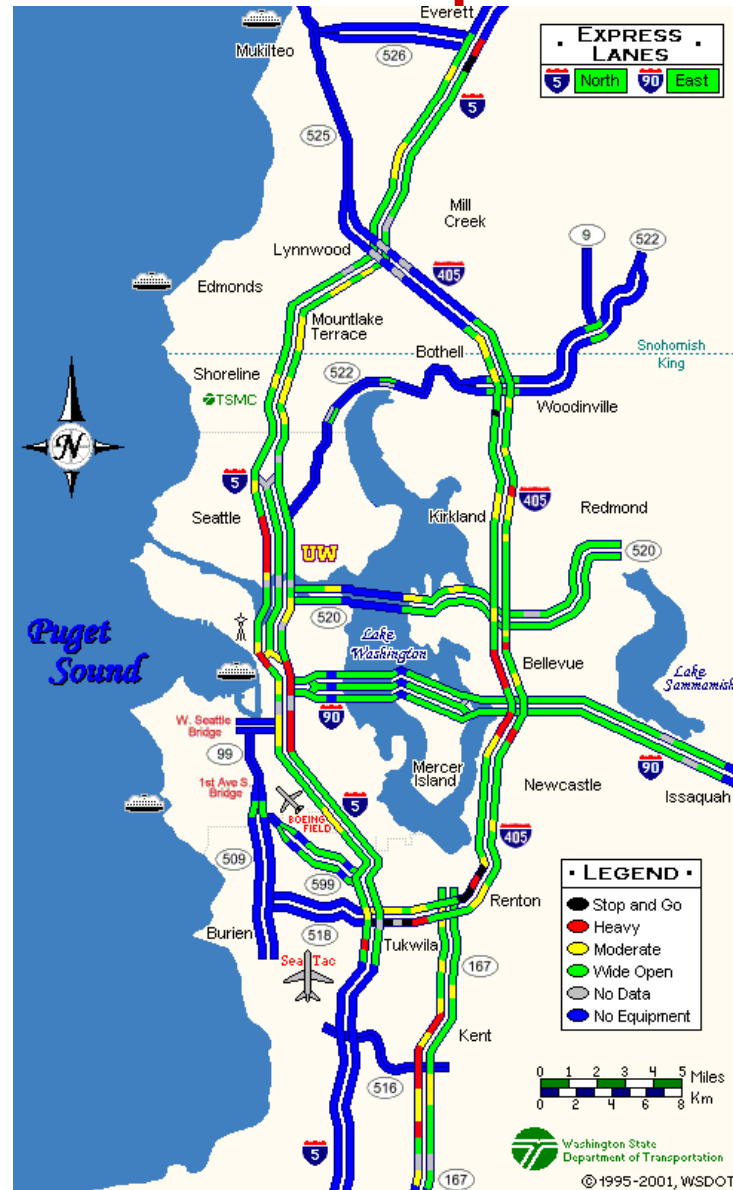 Everett
Mukilteo
526
· EXPRESS ·
LANES
5 North 90 East
5
525
Mill
Creek
9
522
Lynnwood
405
Edmonds
Mountlake
Terrace
Bothell
Snohomish
King
Shoreline
522
TSMC
Woodinville
N
5
405
Redmond
Seattle
Kirkland
UW
520
520
Puget
Sound
Lake
Washington
Bellevue
Lake
Sammamish
90
W. Seattle
Bridge
99
Mercer
Island
90
1st Ave S.
Bridge
Newcastle
Issaquah
BOEING
FIELD
5
405
509
599
· LEGEND ·
Stop and Go
Heavy
Moderate
Wide Open
No Data
No Equipment
Renton
Burien
518
Tukwila
Sea Tac
167
Kent
516
0 1 2 3 4 5 Miles
0 2 4 6 8 Km
5
Washington State
Department of Transportation
167
©1995-2001, WSDOT